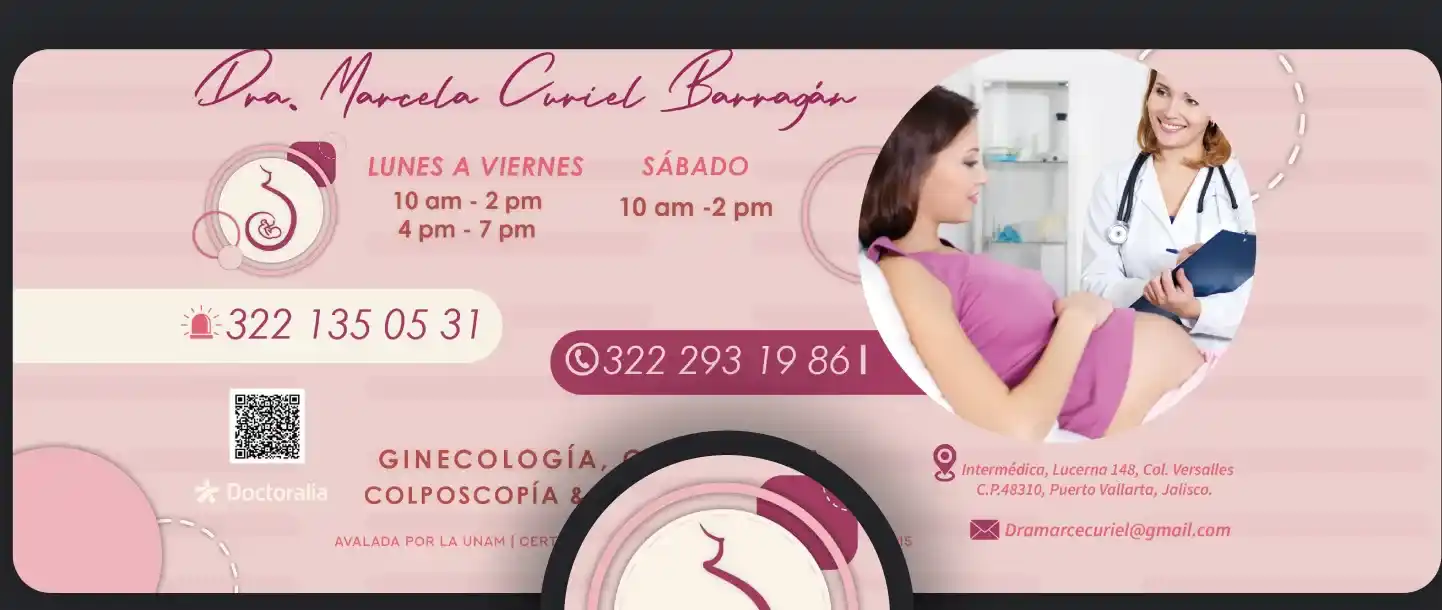 Dra. Marcela Curiel Barragán
LUNES A VIERNES
10 am - 2 pm
4 pm - 7 pm
SÁBADO
10 am -2 pm
322 135 05 31
322 293 19 86
Doctoralia
GINECOLOGÍA,
COLPOSCOPÍA &
AVALADA POR LA UNAM |
Intermédica, Lucerna 148, Col. Versalles
C.P.48310, Puerto Vallarta, Jalisco.
Dramarcecuriel@gmail.com